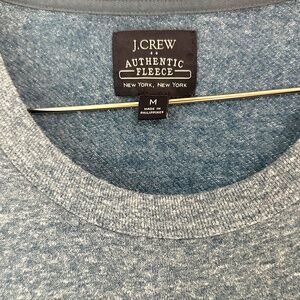 J.CREW
AUTHENTIC
FLEECE
NEW YORK, NEW YORK
M
MADE IN
PHILIPPINES